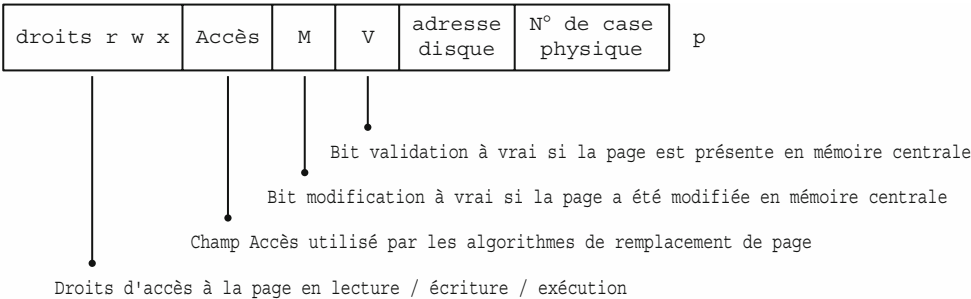 droits r w x Accès M V adresse disque N° de case physique p
Bit validation à vrai si la page est présente en mémoire centrale
Bit modification à vrai si la page a été modifiée en mémoire centrale
Champ Accès utilisé par les algorithmes de remplacement de page
Droits d'accès à la page en lecture / écriture / exécution